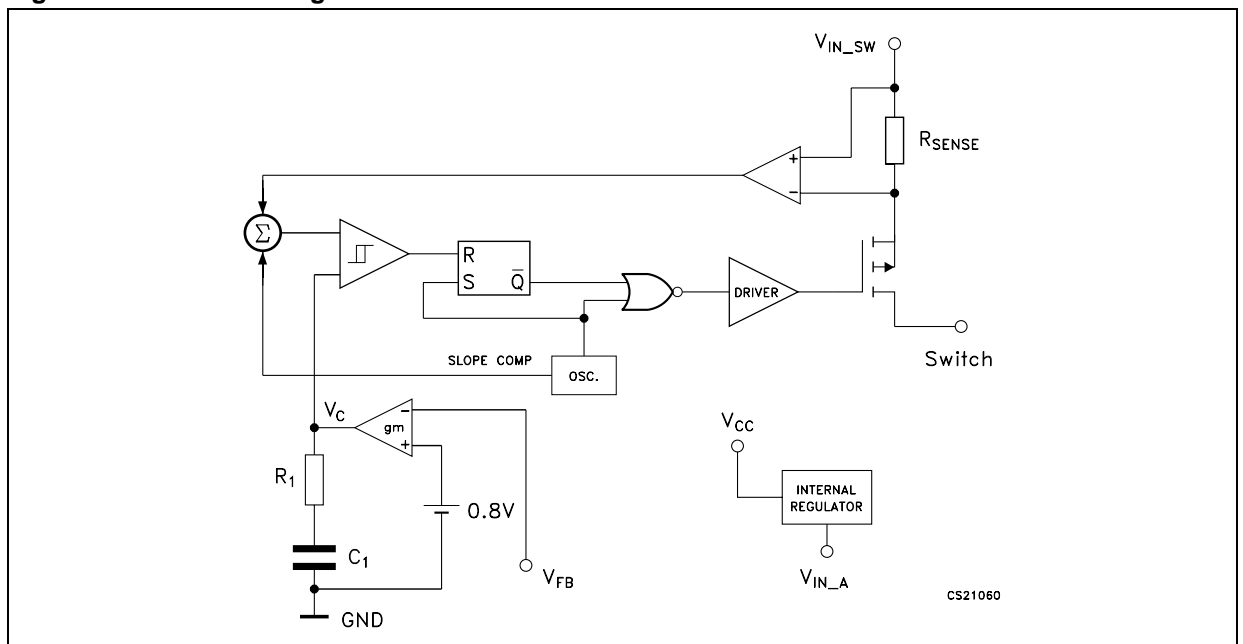 V_IN_SW
R_SENSE
+
−
Σ
R
S Q̅
DRIVER
Switch
SLOPE COMP
OSC.
V_C
gm
−
+
R_1
0.8V
C_1
V_FB
GND
V_CC
INTERNAL
REGULATOR
V_IN_A
CS21060